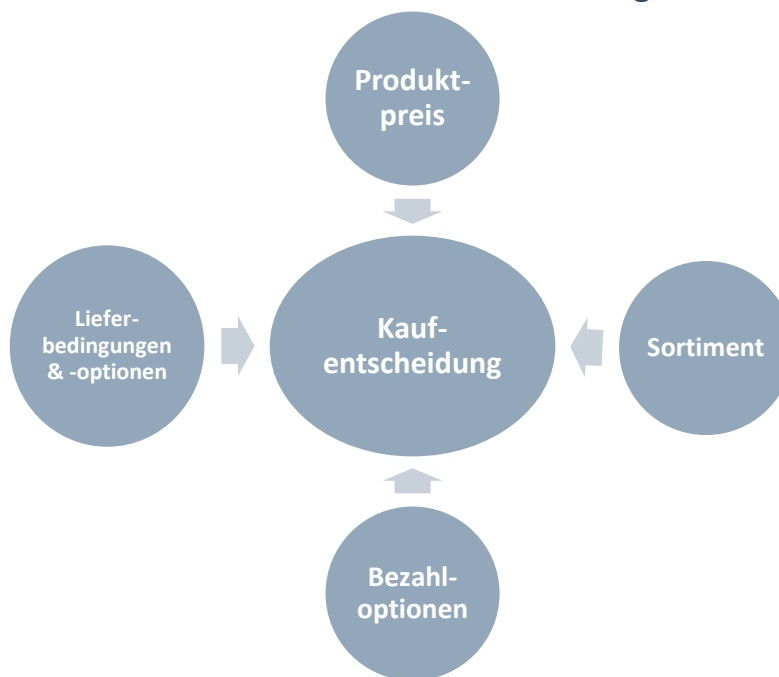 Produkt-
preis
Liefer-
bedingungen
& -optionen
Kauf-
entscheidung
Sortiment
Bezahl-
optionen